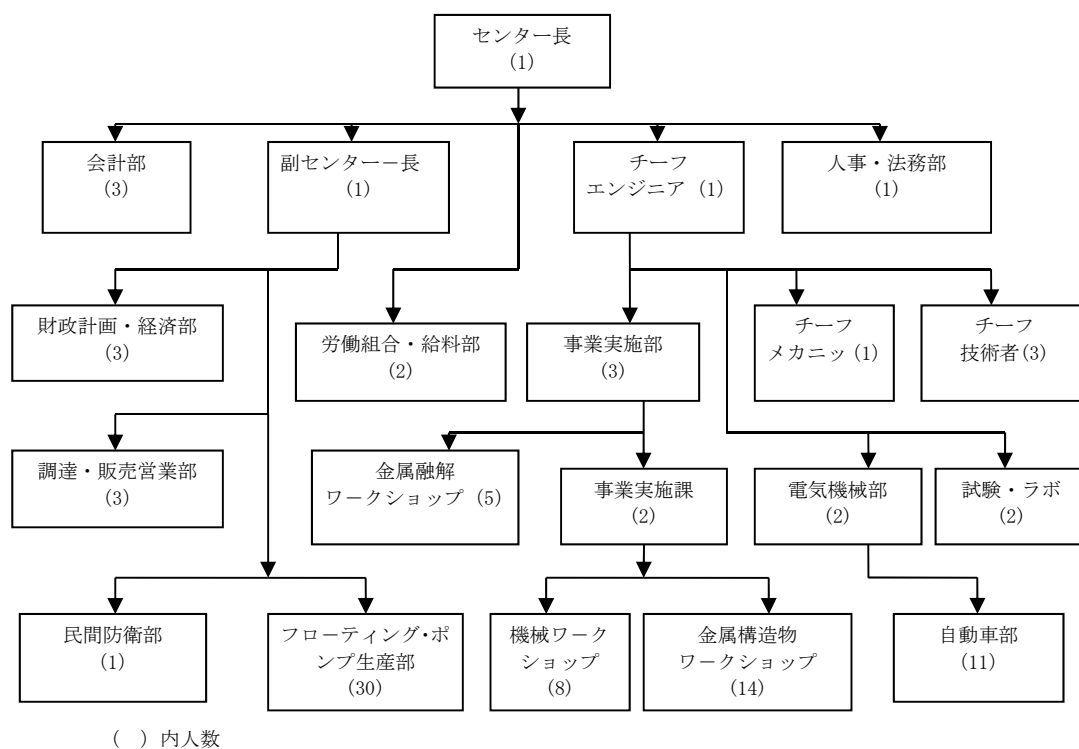 センター長
(1)
会計部
(3)
副センター－長
(1)
チーフ
エンジニア (1)
人事・法務部
(1)
財政計画・経済部
(3)
労働組合・給料部
(2)
事業実施部
(3)
チーフ
メカニッ(1)
チーフ
技術者(3)
調達・販売営業部
(3)
金属融解
ワークショップ (5)
事業実施課
(2)
電気機械部
(2)
試験・ラボ
(2)
民間防衛部
(1)
フローティング・ポ
ンプ生産部
(30)
機械ワーク
ショップ
(8)
金属構造物
ワークショップ
(14)
自動車部
(11)
（　）内人数